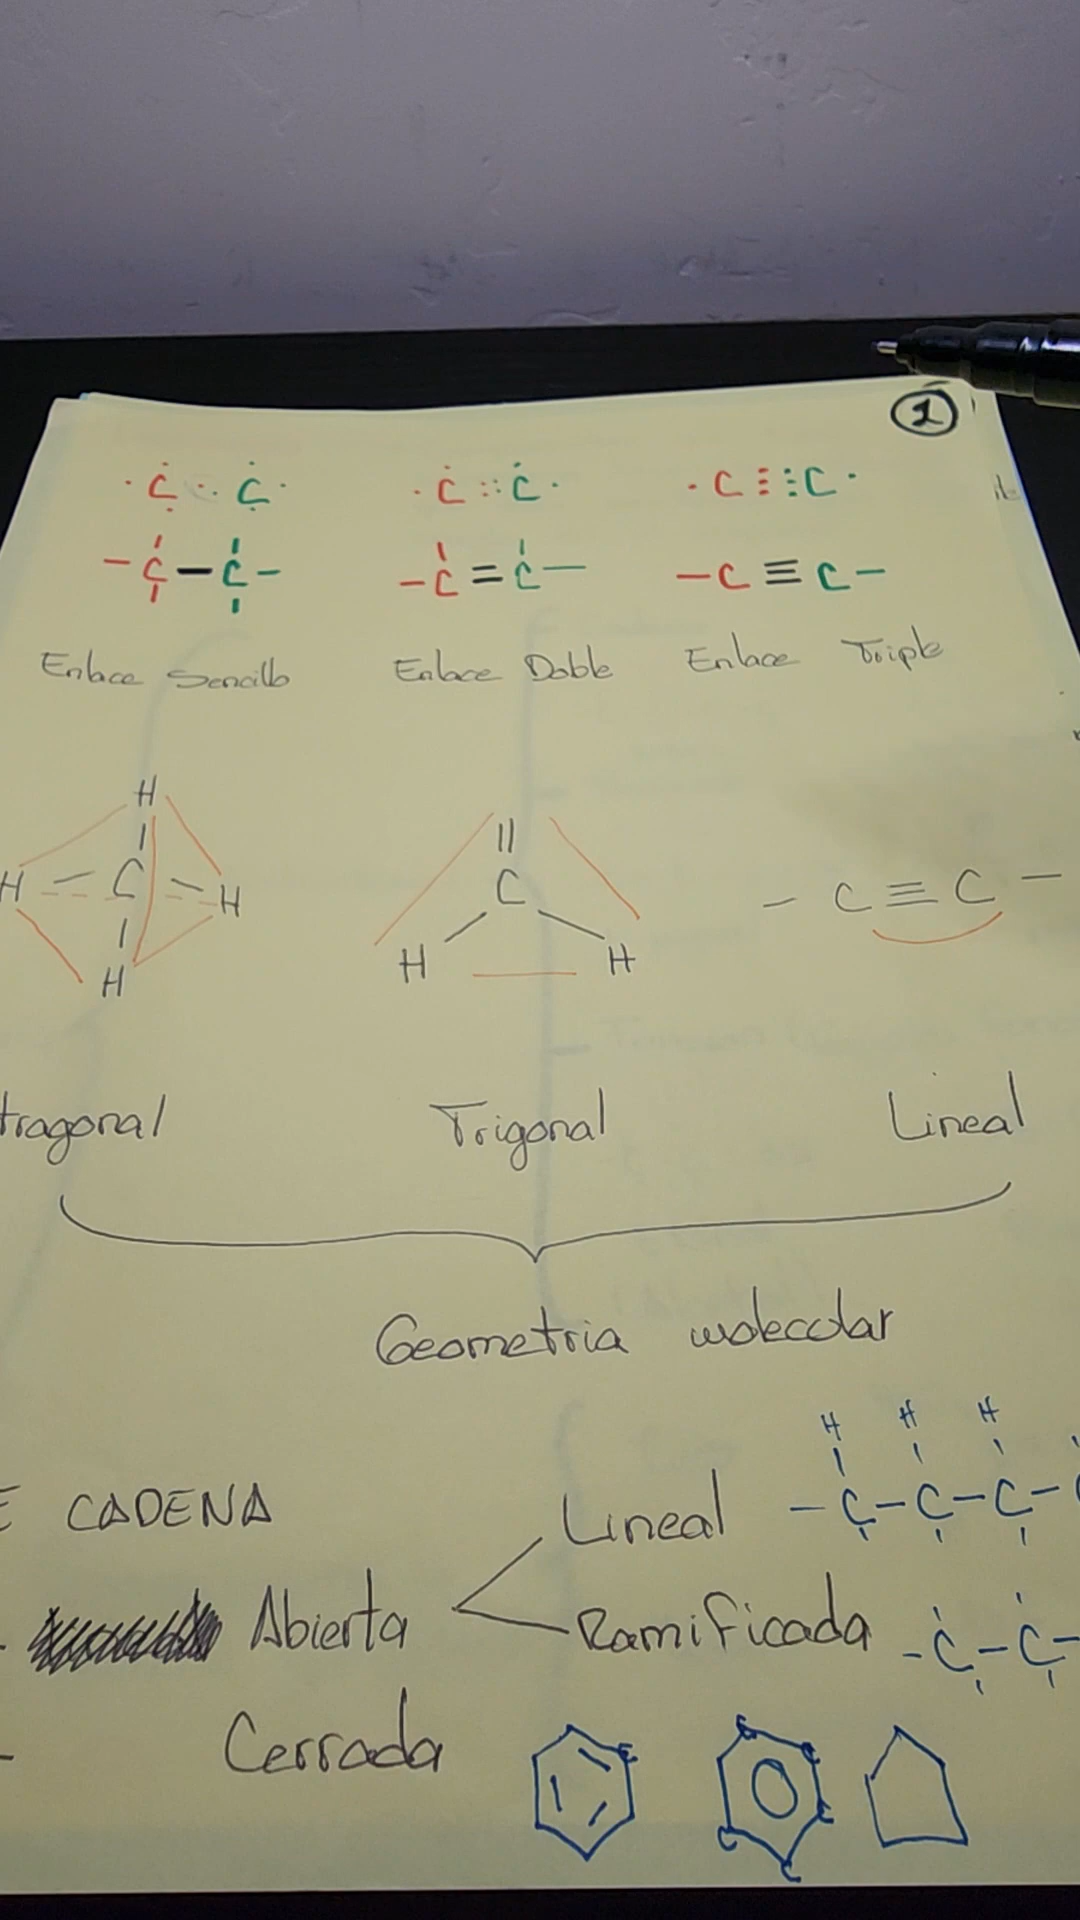 1
· C : C ·
· C :: C ·
· C ⋮⋮ C ·
- C - C -
- C = C -
- C ≡ C -
Enlace Sencillo
Enlace Doble
Enlace Triple
H
H - C - H
H
C
H H
- C ≡ C -
tragonal
Trigonal
Lineal
Geometria molecular
H H H
- C - C - C -
E CADENA
Lineal
- Abierta
Ramificada
- C - C -
- Cerrada
C
C C C C C